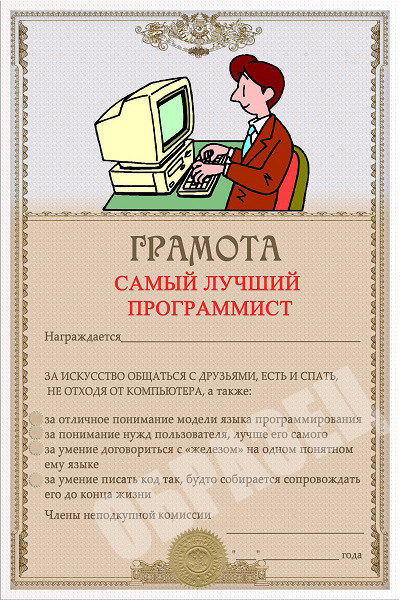 ГРАМОТА
САМЫЙ ЛУЧШИЙ
ПРОГРАММИСТ
Награждается
ЗА ИСКУССТВО ОБЩАТЬСЯ С ДРУЗЬЯМИ, ЕСТЬ И СПАТЬ,
НЕ ОТХОДЯ ОТ КОМПЬЮТЕРА, а также:
за отличное понимание модели языка программирования
за понимание нужд пользователя, лучше его самого
за умение договориться с «железом» на одном понятном
ему языке
за умение писать код так, будто собирается сопровождать
его до конца жизни
Члены неподкупной комиссии
"___" года
ОБРАЗЕЦ